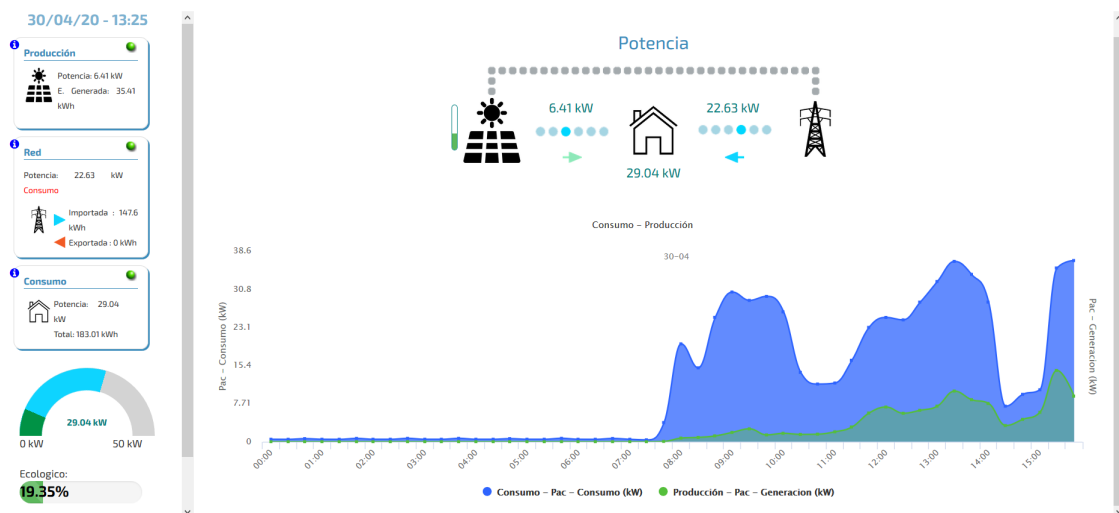 30/04/20 - 13:25
Producción
Potencia: 6.41 kW
E. Generada: 35.41
kWh
Red
Potencia: 22.63 kW
Consumo
Importada : 147.6
kWh
Exportada : 0 kWh
Consumo
Potencia: 29.04
kW
Total: 183.01 kWh
29.04 kW
0 kW
50 kW
Ecologico:
19.35%
Potencia
6.41 kW
22.63 kW
29.04 kW
Consumo – Producción
30-04
Pac – Consumo (kW)
38.6
30.8
23.1
15.4
7.71
0
Pac – Generacion (kW)
00:00
01:00
02:00
03:00
04:00
05:00
06:00
07:00
08:00
09:00
10:00
11:00
12:00
13:00
14:00
15:00
Consumo – Pac – Consumo (kW)
Producción – Pac – Generacion (kW)